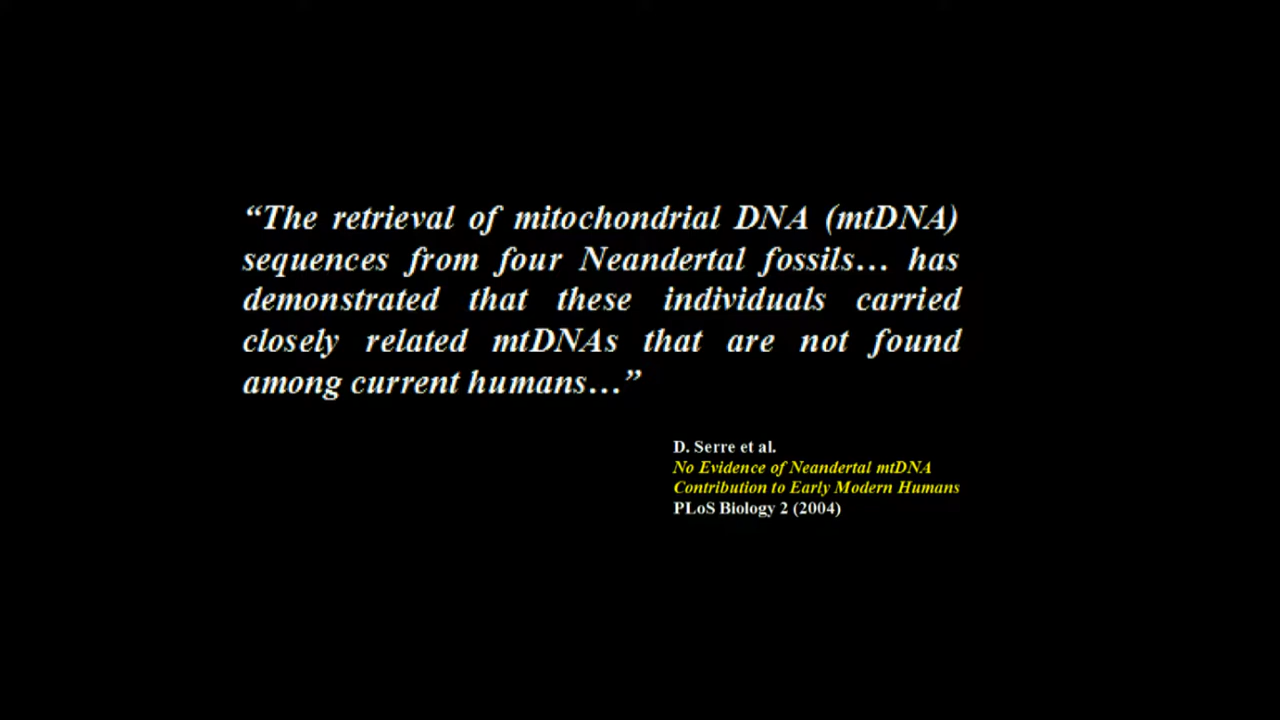 “The retrieval of mitochondrial DNA (mtDNA)
sequences from four Neandertal fossils… has
demonstrated that these individuals carried
closely related mtDNAs that are not found
among current humans…”
D. Serre et al.
No Evidence of Neandertal mtDNA
Contribution to Early Modern Humans
PLoS Biology 2 (2004)